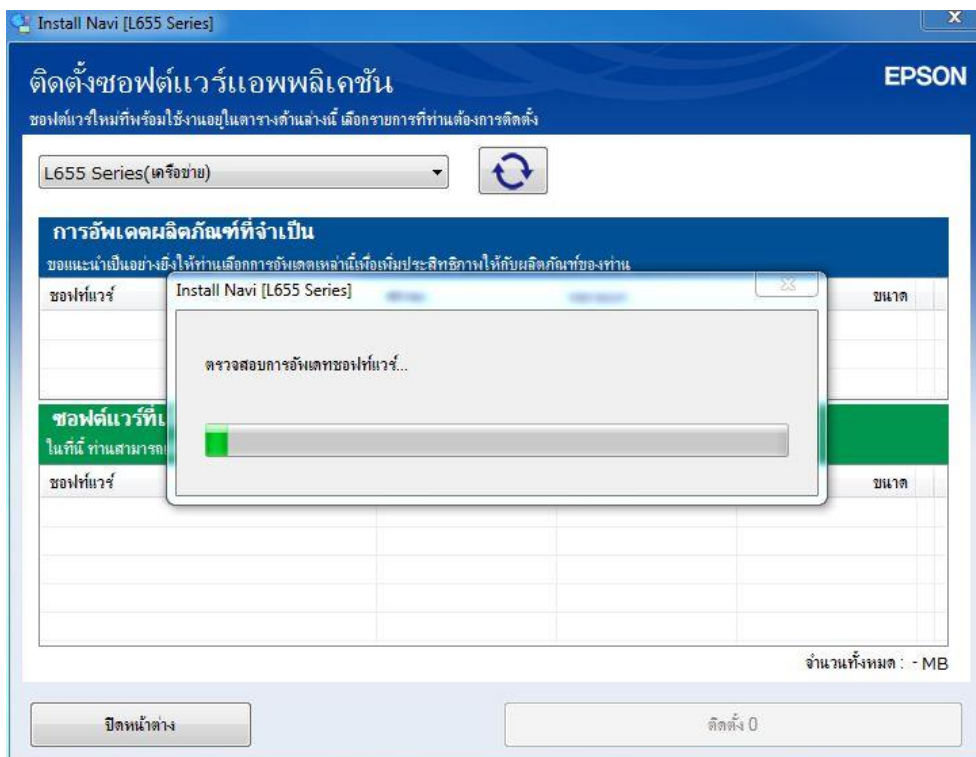 Install Navi [L655 Series]
ติดตั้งซอฟต์แวร์แอพพลิเคชัน
EPSON
ซอฟต์แวร์ใหม่ที่พร้อมใช้งานอยู่ในตารางด้านล่างนี้ เลือกรายการที่ท่านต้องการติดตั้ง
L655 Series(เครือข่าย)
การอัพเดตผลิตภัณฑ์ที่จำเป็น
ขอแนะนำเป็นอย่างยิ่งให้ท่านเลือกการอัพเดตเหล่านี้เพื่อเพิ่มประสิทธิภาพให้กับผลิตภัณฑ์ของท่าน
ซอฟท์แวร์ ขนาด
Install Navi [L655 Series]
ตรวจสอบการอัพเดทซอฟท์แวร์...
ซอฟต์แวร์ที่เ
ในที่นี้ ท่านสามารถ
ซอฟท์แวร์ ขนาด
จำนวนทั้งหมด : - MB
ปิดหน้าต่าง
ติดตั้ง 0